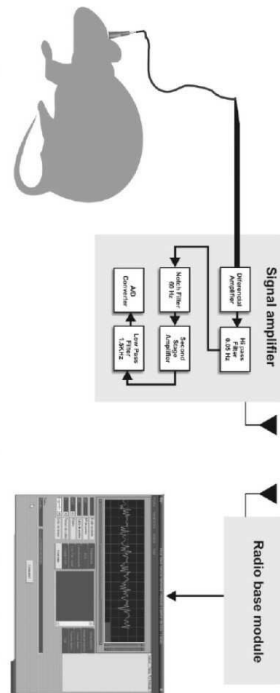 Signal amplifier
Diferencial
Amplifier
Hi pass
Filter
0.05 Hz
Notch Filter
60 Hz
Second
Stage
Amplifier
A/D
Converter
Low Pass
Filter
1.5KHz
Radio base module